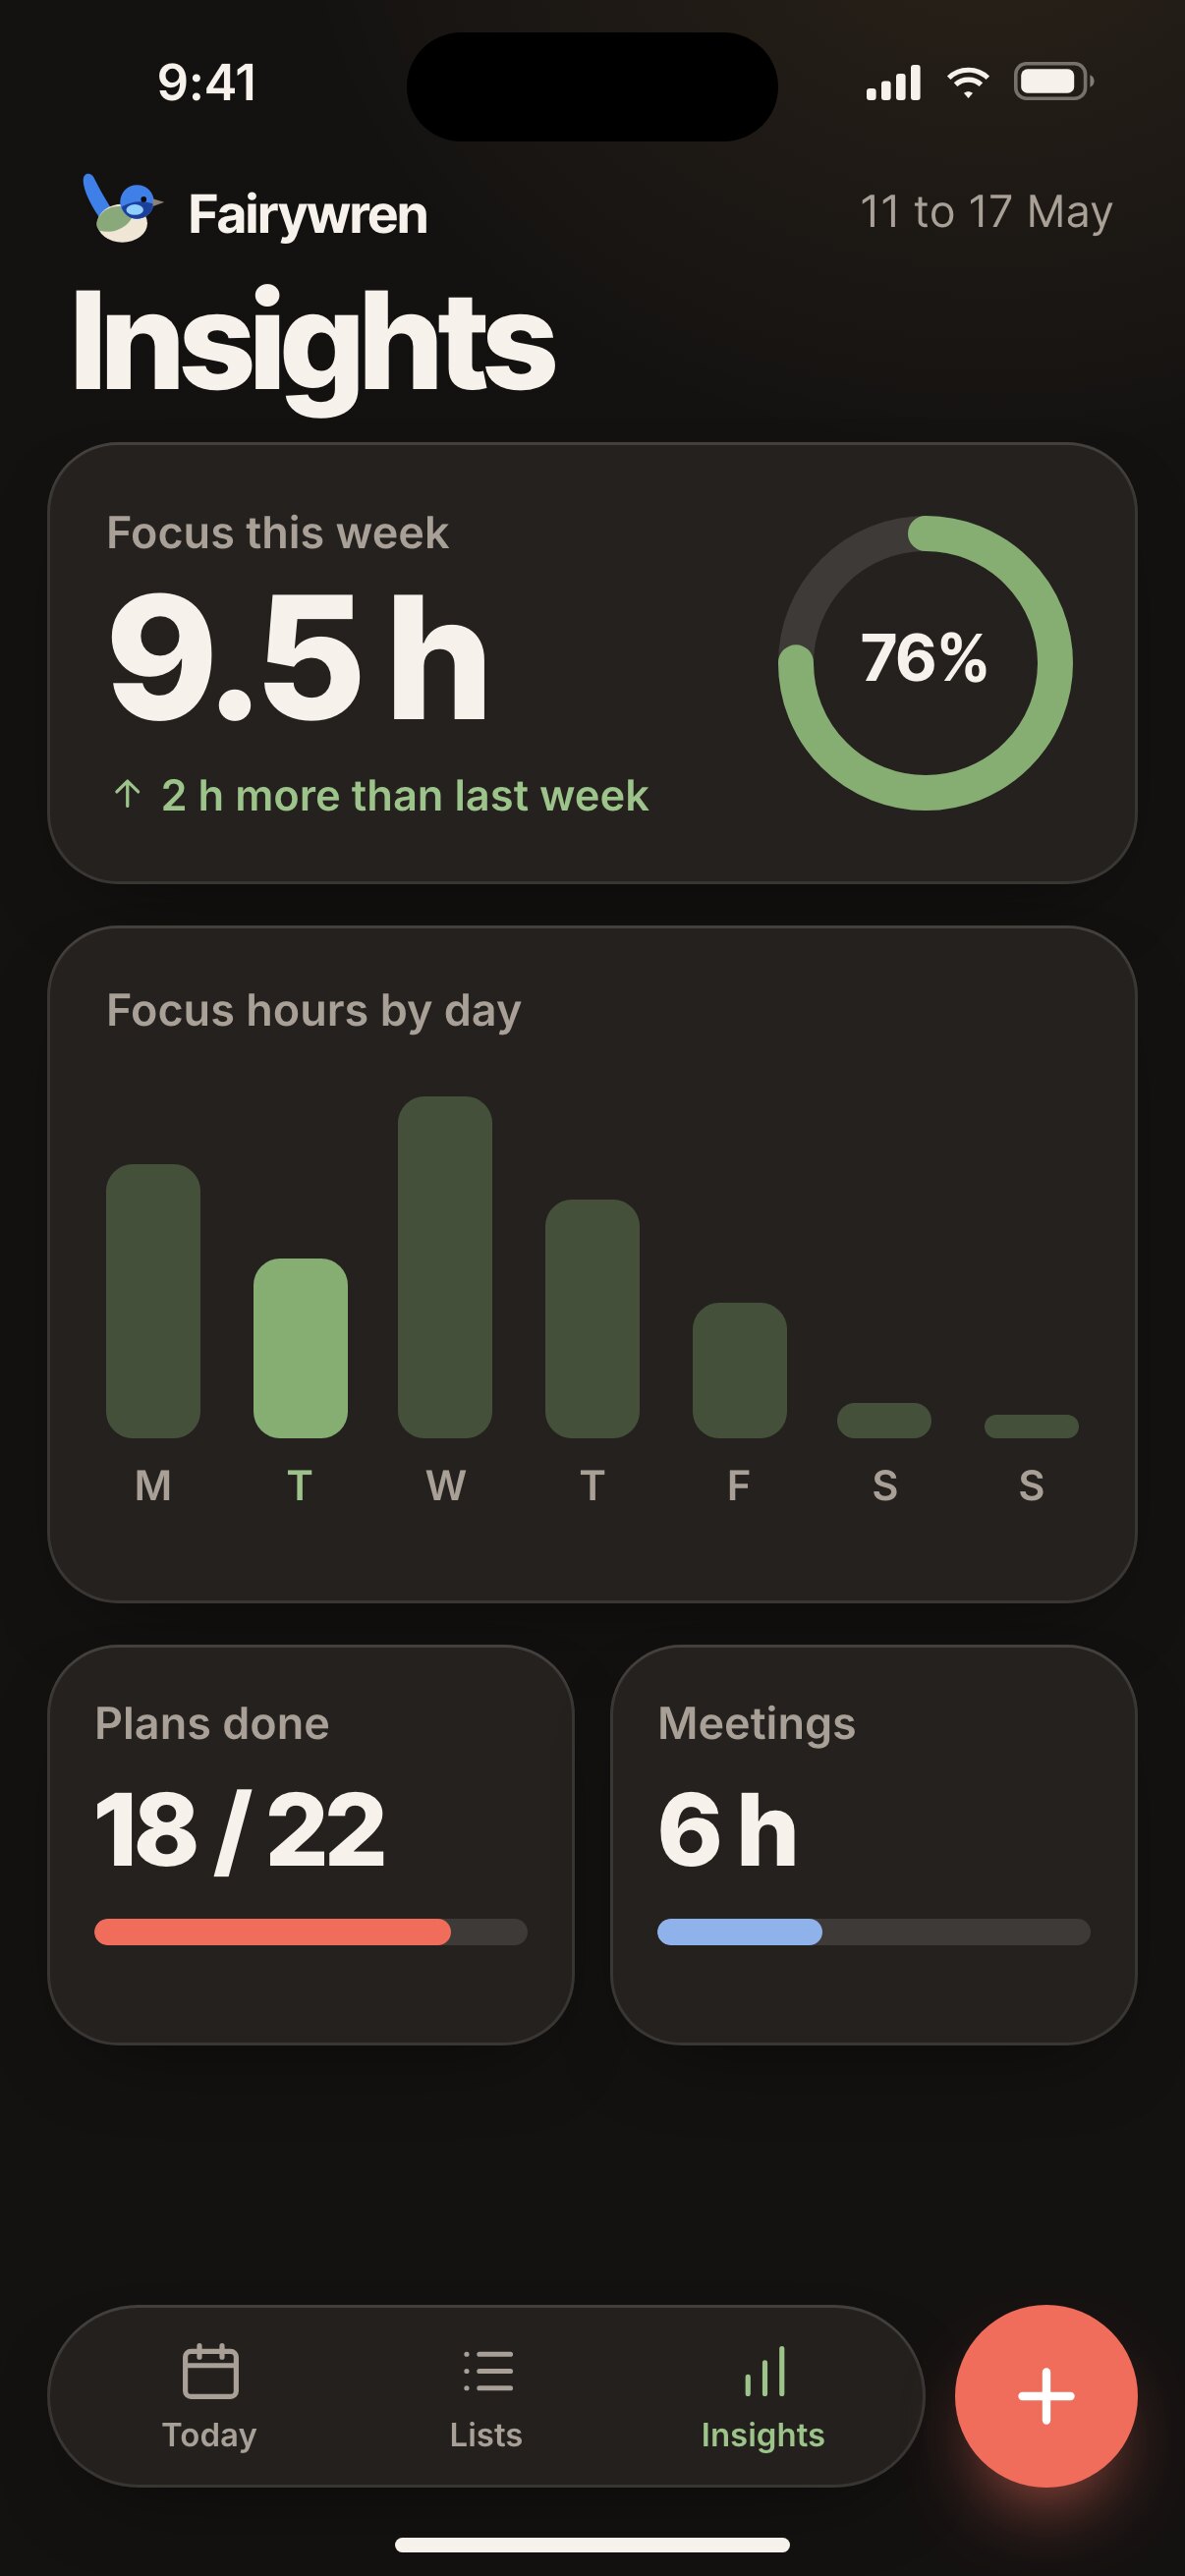 9:41
Fairywren
11 to 17 May
Insights
Focus this week
9.5 h
76%
↑ 2 h more than last week
Focus hours by day
M T W T F S S
Plans done
18 / 22
Meetings
6 h
Today
Lists
Insights